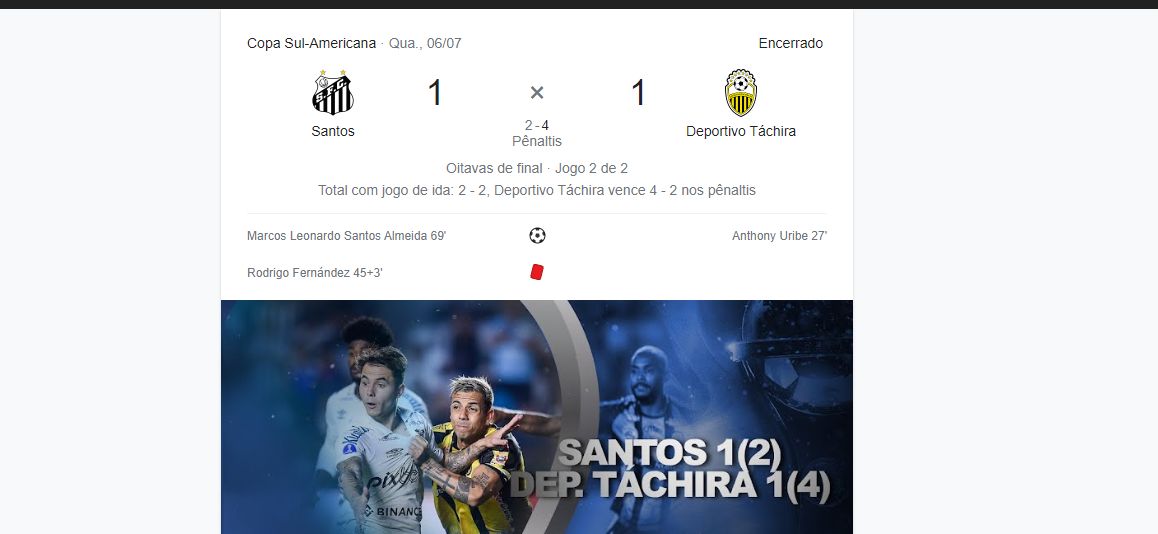 Copa Sul-Americana · Qua., 06/07
Encerrado
1 × 1
Santos
2 - 4
Deportivo Táchira
Pênaltis
Oitavas de final · Jogo 2 de 2
Total com jogo de ida: 2 - 2, Deportivo Táchira vence 4 - 2 nos pênaltis
Marcos Leonardo Santos Almeida 69'
Anthony Uribe 27'
Rodrigo Fernández 45+3'
SANTOS 1(2)
DEP. TÁCHIRA 1(4)
PIX
BINANC